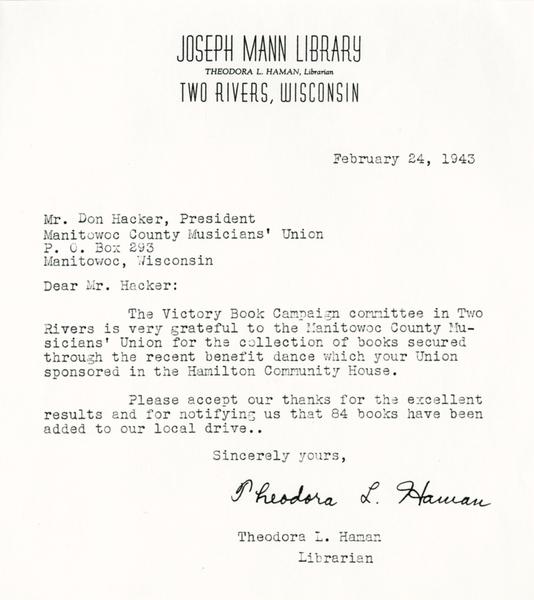 JOSEPH MANN LIBRARY
THEODORA L. HAMAN, Librarian
TWO RIVERS, WISCONSIN
February 24, 1943
Mr. Don Hacker, President
Manitowoc County Musicians' Union
P. O. Box 293
Manitowoc, Wisconsin
Dear Mr. Hacker:
The Victory Book Campaign committee in Two
Rivers is very grateful to the Manitowoc County Mu-
sicians' Union for the collection of books secured
through the recent benefit dance which your Union
sponsored in the Hamilton Community House.
Please accept our thanks for the excellent
results and for notifying us that 84 books have been
added to our local drive..
Sincerely yours,
Theodora L. Haman
Theodora L. Haman
Librarian